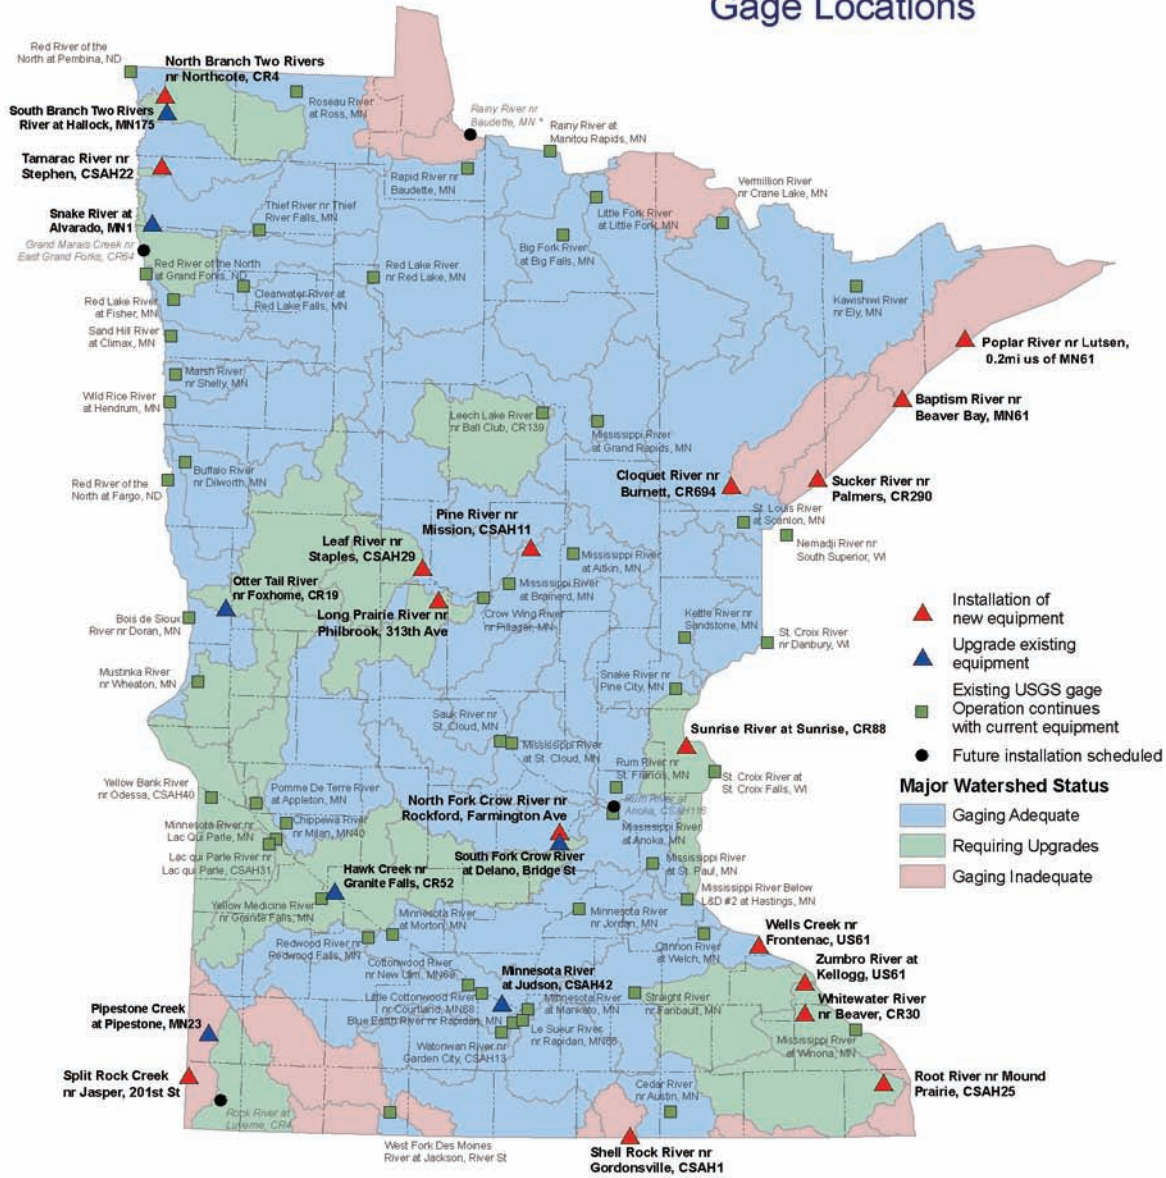 Gage Locations
Red River of the
North at Pembina, ND
North Branch Two Rivers
nr Northcote, CR4
South Branch Two Rivers
River at Hallock, MN175
Roseau River
at Ross, MN
Rainy River nr
Baudette, MN *
Rainy River at
Manitou Rapids, MN
Tamarac River nr
Stephen, CSAH22
Rapid River nr
Baudette, MN
Vermillion River
nr Crane Lake, MN
Snake River at
Alvarado, MN1
Thief River nr Thief
River Falls, MN
Little Fork River
at Little Fork, MN
Grand Marais Creek nr
East Grand Forks, CR64
Big Fork River
at Big Falls, MN
Red River of the North
at Grand Forks, ND
Red Lake River
nr Red Lake, MN
Clearwater River at
Red Lake Falls, MN
Red Lake River
at Fisher, MN
Kawishiwi River
nr Ely, MN
Sand Hill River
at Climax, MN
Poplar River nr Lutsen,
0.2mi us of MN61
Marsh River
nr Shelly, MN
Wild Rice River
at Hendrum, MN
Baptism River nr
Beaver Bay, MN61
Leech Lake River
nr Ball Club, CR139
Mississippi River
at Grand Rapids, MN
Buffalo River
nr Dilworth, MN
Red River of the
North at Fargo, ND
Cloquet River nr
Burnett, CR694
Sucker River nr
Palmers, CR290
Pine River nr
Mission, CSAH11
St. Louis River
at Scanlon, MN
Nemadji River nr
South Superior, WI
Leaf River nr
Staples, CSAH29
Mississippi River
at Aitkin, MN
Otter Tail River
nr Foxhome, CR19
Mississippi River
at Brainerd, MN
Long Prairie River nr
Philbrook, 313th Ave
Crow Wing River
nr Pillager, MN
Bois de Sioux
River nr Doran, MN
Kettle River nr
Sandstone, MN
St. Croix River
nr Danbury, WI
Mustinka River
nr Wheaton, MN
Snake River nr
Pine City, MN
Installation of
new equipment
Upgrade existing
equipment
Existing USGS gage
Operation continues
with current equipment
Future installation scheduled
Sauk River nr
St. Cloud, MN
Mississippi River
at St. Cloud, MN
Sunrise River at Sunrise, CR88
Rum River nr
St. Francis, MN
St. Croix River at
St. Croix Falls, WI
Yellow Bank River
nr Odessa, CSAH40
Pomme De Terre River
at Appleton, MN
North Fork Crow River nr
Rockford, Farmington Ave
Rum River at
Anoka, CSAH116
Major Watershed Status
Gaging Adequate
Requiring Upgrades
Gaging Inadequate
Minnesota River nr
Lac Qui Parle, MN
Chippewa River
nr Milan, MN40
Mississippi River
at Anoka, MN
Lac qui Parle River nr
Lac qui Parle, CSAH31
South Fork Crow River
at Delano, Bridge St
Mississippi River
at St. Paul, MN
Hawk Creek nr
Granite Falls, CR52
Mississippi River Below
L&D #2 at Hastings, MN
Yellow Medicine River
nr Granite Falls, MN
Minnesota River
at Morton, MN
Minnesota River
nr Jordan, MN
Redwood River nr
Redwood Falls, MN
Cannon River
at Welch, MN
Wells Creek nr
Frontenac, US61
Cottonwood River
nr New Ulm, MN68
Minnesota River
at Judson, CSAH42
Zumbro River at
Kellogg, US61
Little Cottonwood River
nr Courtland, MN68
Minnesota River
at Mankato, MN
Straight River
nr Faribault, MN
Whitewater River
nr Beaver, CR30
Pipestone Creek
at Pipestone, MN23
Blue Earth River nr Rapidan, MN
Le Sueur River
nr Rapidan, MN66
Mississippi River
at Winona, MN
Watonwan River nr
Garden City, CSAH13
Split Rock Creek
nr Jasper, 201st St
Cedar River
nr Austin, MN
Root River nr Mound
Prairie, CSAH25
Rock River at
Luverne, CR4
West Fork Des Moines
River at Jackson, River St
Shell Rock River nr
Gordonsville, CSAH1